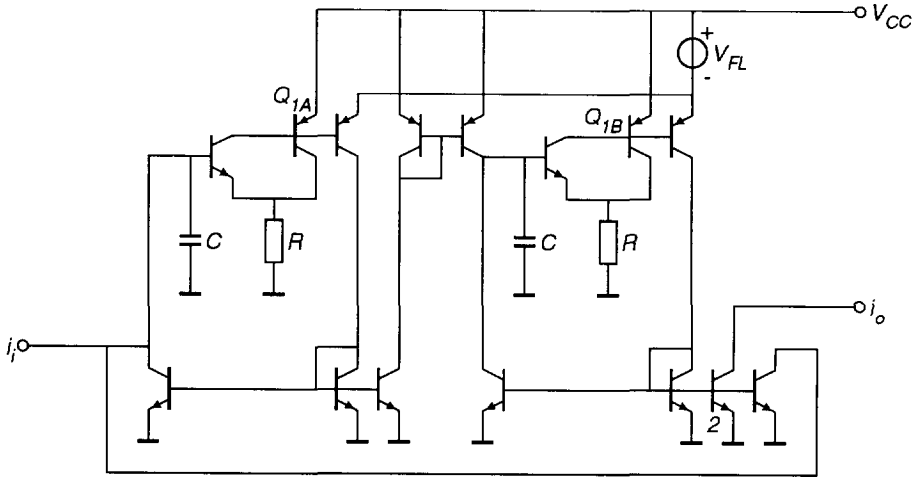 V_CC
+
V_FL
-
Q_1A
Q_1B
C
R
C
R
i_i
i_o
2